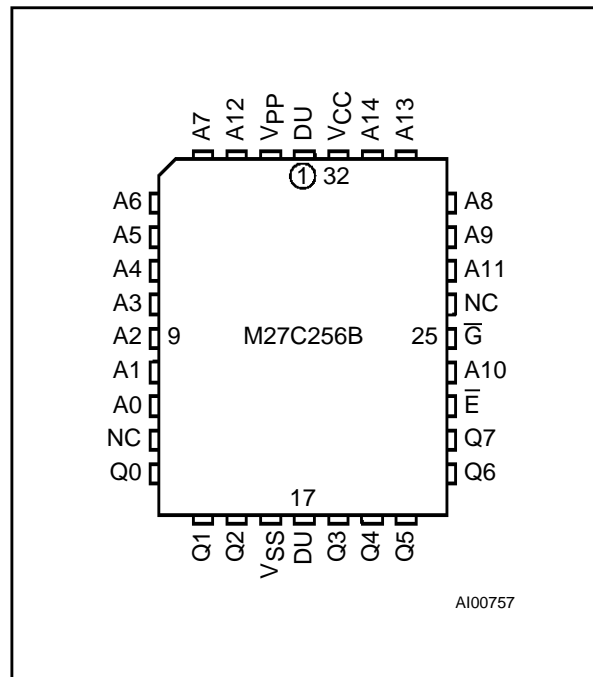 A7 A12 VPP DU VCC A14 A13
1 32
A6 A8
A5 A9
A4 A11
A3 NC
A2 9 M27C256B 25 G̅
A1 A10
A0 E̅
NC Q7
Q0 Q6
17
Q1 Q2 VSS DU Q3 Q4 Q5
AI00757